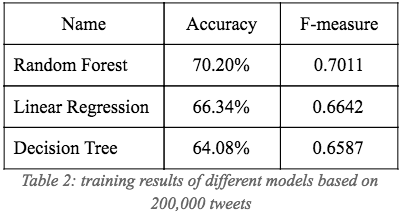 Name Accuracy F-measure
Random Forest 70.20% 0.7011
Linear Regression 66.34% 0.6642
Decision Tree 64.08% 0.6587
Table 2: training results of different models based on
200,000 tweets